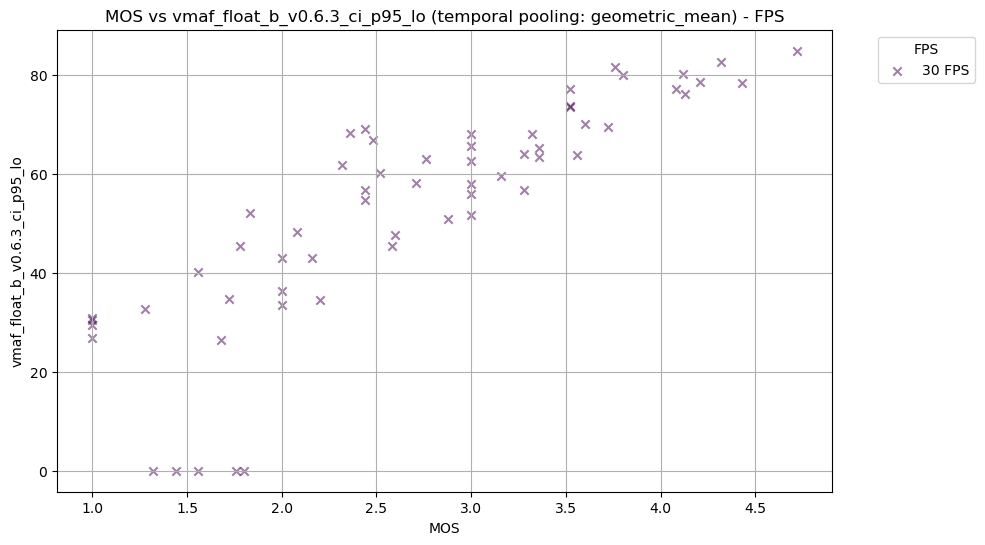 MOS vs vmaf_float_b_v0.6.3_ci_p95_lo (temporal pooling: geometric_mean) - FPS
FPS
30 FPS
vmaf_float_b_v0.6.3_ci_p95_lo
80
60
40
20
0
1.0 1.5 2.0 2.5 3.0 3.5 4.0 4.5
MOS